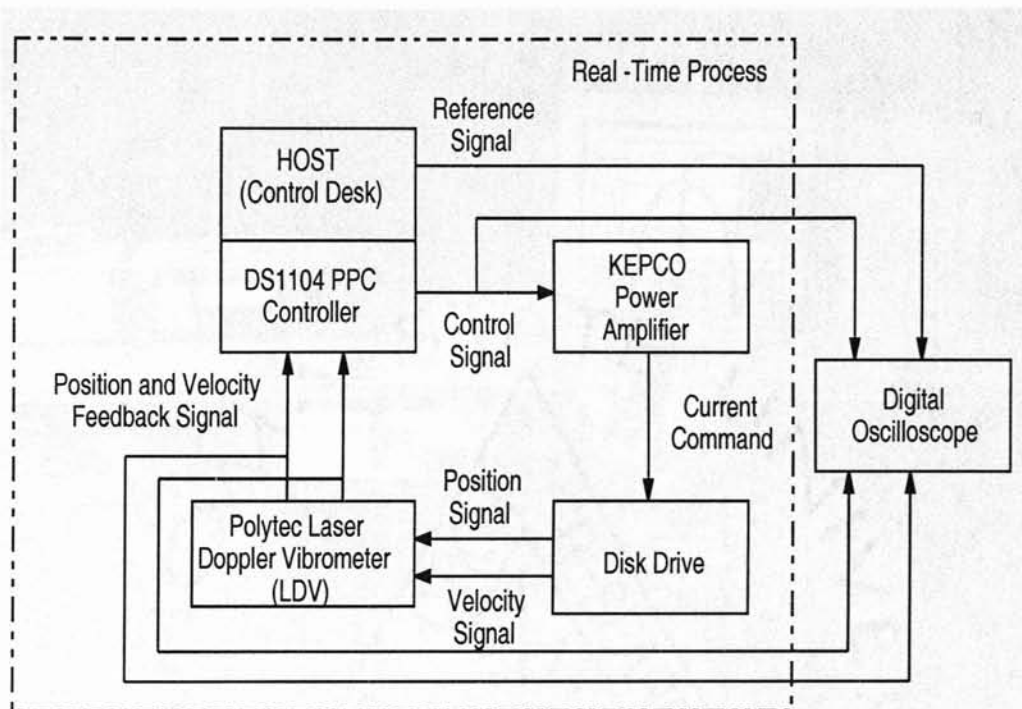 Real -Time Process
Reference
Signal
HOST
(Control Desk)
DS1104 PPC
Controller
KEPCO
Power
Amplifier
Control
Signal
Position and Velocity
Feedback Signal
Current
Command
Digital
Oscilloscope
Position
Signal
Polytec Laser
Doppler Vibrometer
(LDV)
Disk Drive
Velocity
Signal